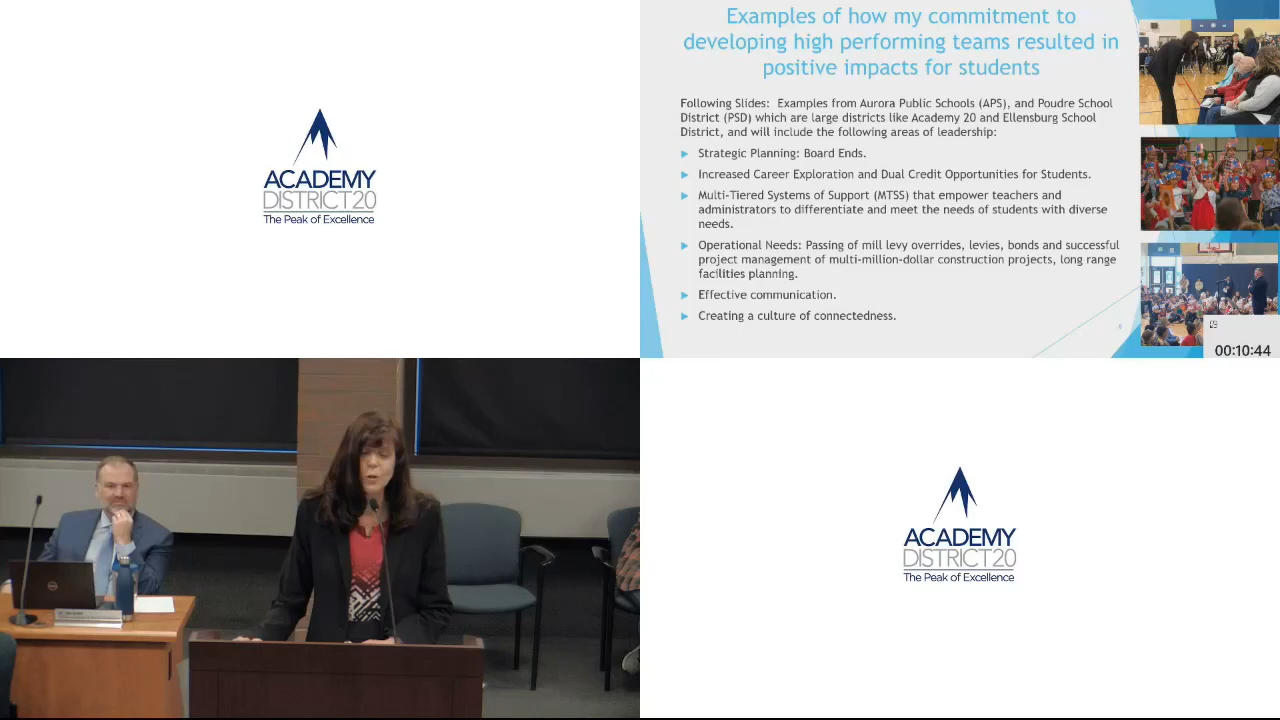 ACADEMY
DISTRICT20
The Peak of Excellence
Examples of how my commitment to
developing high performing teams resulted in
positive impacts for students
Following Slides:  Examples from Aurora Public Schools (APS), and Poudre School
District (PSD) which are large districts like Academy 20 and Ellensburg School
District, and will include the following areas of leadership:
Strategic Planning: Board Ends.
Increased Career Exploration and Dual Credit Opportunities for Students.
Multi-Tiered Systems of Support (MTSS) that empower teachers and
administrators to differentiate and meet the needs of students with diverse
needs.
Operational Needs: Passing of mill levy overrides, levies, bonds and successful
project management of multi-million-dollar construction projects, long range
facilities planning.
Effective communication.
Creating a culture of connectedness.
00:10:44
ACADEMY
DISTRICT20
The Peak of Excellence